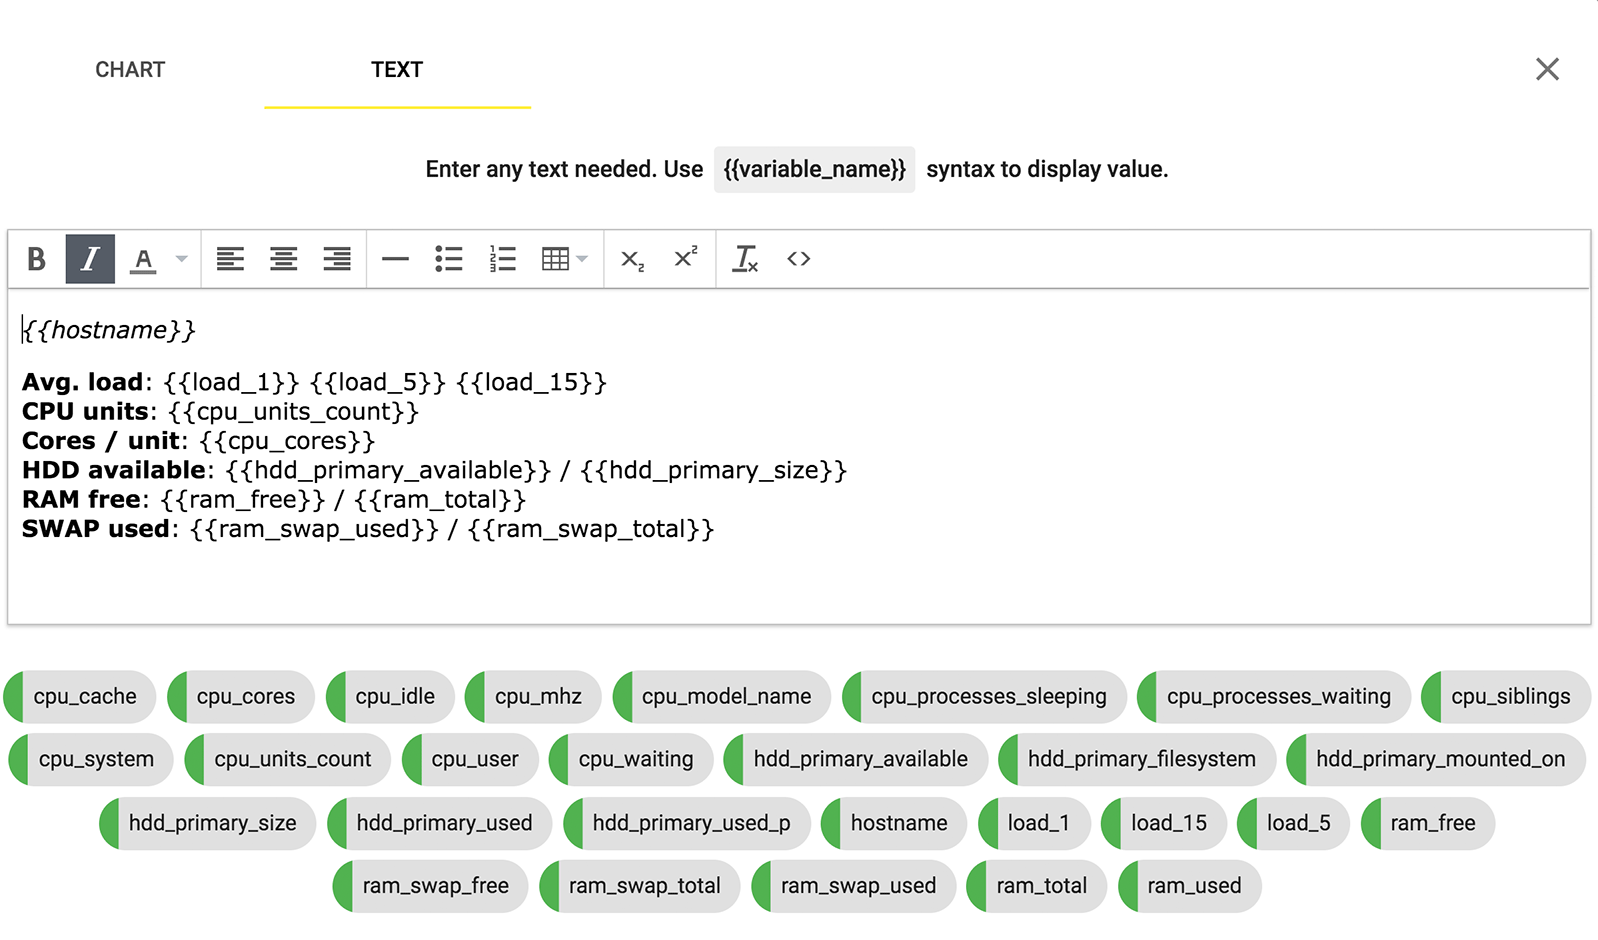 CHART TEXT
Enter any text needed. Use {{variable_name}} syntax to display value.
B I A x₂ x² Tx <>
{{hostname}}
Avg. load: {{load_1}} {{load_5}} {{load_15}}
CPU units: {{cpu_units_count}}
Cores / unit: {{cpu_cores}}
HDD available: {{hdd_primary_available}} / {{hdd_primary_size}}
RAM free: {{ram_free}} / {{ram_total}}
SWAP used: {{ram_swap_used}} / {{ram_swap_total}}
cpu_cache cpu_cores cpu_idle cpu_mhz cpu_model_name cpu_processes_sleeping cpu_processes_waiting cpu_siblings
cpu_system cpu_units_count cpu_user cpu_waiting hdd_primary_available hdd_primary_filesystem hdd_primary_mounted_on
hdd_primary_size hdd_primary_used hdd_primary_used_p hostname load_1 load_15 load_5 ram_free
ram_swap_free ram_swap_total ram_swap_used ram_total ram_used